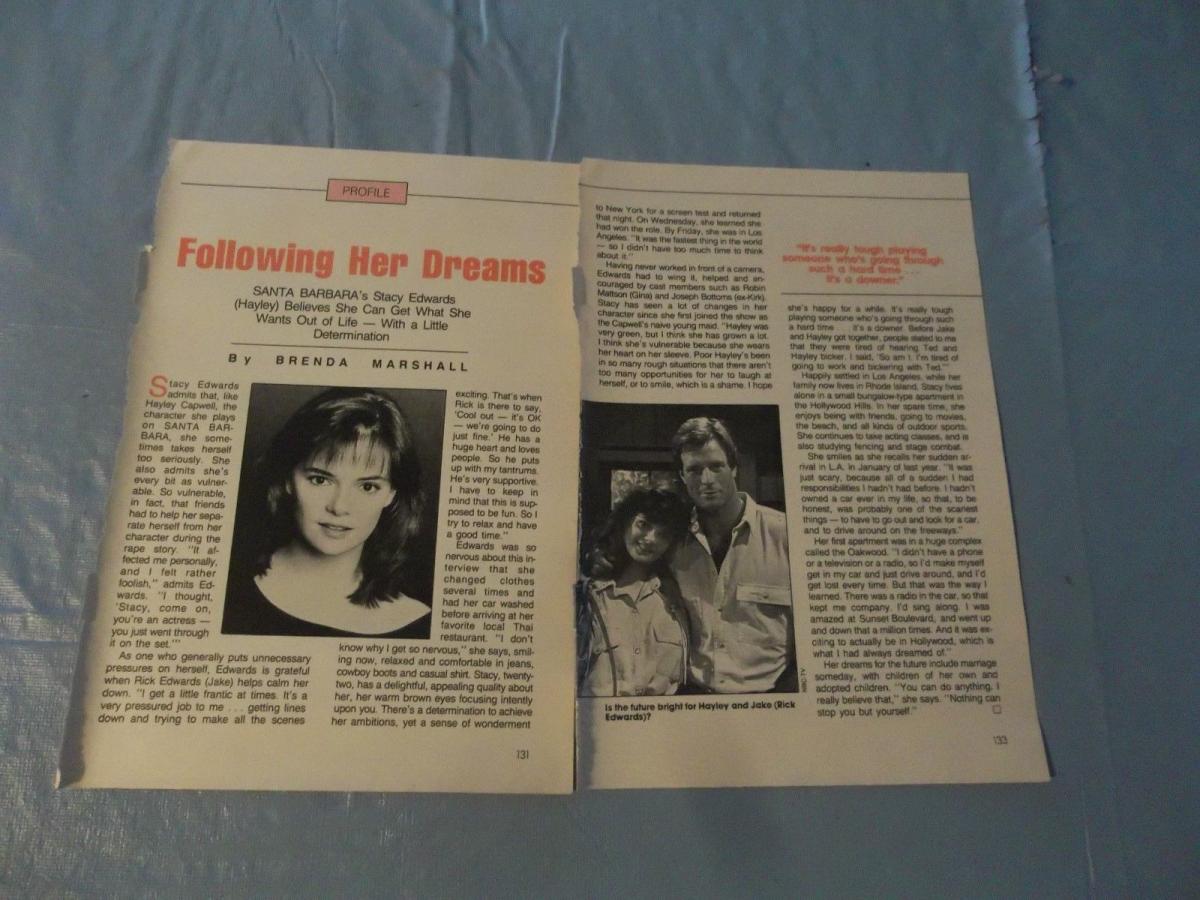 PROFILE
Following Her Dreams
SANTA BARBARA's Stacy Edwards
(Hayley) Believes She Can Get What She
Wants Out of Life — With a Little
Determination
By BRENDA MARSHALL
Stacy Edwards
admits that, like
Hayley Capwell, the
character she plays
on SANTA BAR-
BARA, she some-
times takes herself
too seriously. She
also admits she's
every bit as vulner-
able. So vulnerable,
in fact, that friends
had to help her sepa-
rate herself from her
character during the
rape story. "It af-
fected me personally,
and I felt rather
foolish," admits Ed-
wards. "I thought,
'Stacy, come on,
you're an actress —
you just went through
it on the set.'"
As one who generally puts unnecessary
pressures on herself, Edwards is grateful
when Rick Edwards (Jake) helps calm her
down. "I get a little frantic at times. It's a
very pressured job to me . . . getting lines
down and trying to make all the scenes
exciting. That's when
Rick is there to say,
'Cool out — it's OK
— we're going to do
just fine.' He has a
huge heart and loves
people. So he puts
up with my tantrums.
He's very supportive.
I have to keep in
mind that this is sup-
posed to be fun. So I
try to relax and have
a good time."
Edwards was so
nervous about this in-
terview that she
changed clothes
several times and
had her car washed
before arriving at her
favorite local Thai
restaurant. "I don't
know why I get so nervous," she says, smil-
ing now, relaxed and comfortable in jeans,
cowboy boots and casual shirt. Stacy, twenty-
two, has a delightful, appealing quality about
her, her warm brown eyes focusing intently
upon you. There's a determination to achieve
her ambitions, yet a sense of wonderment
131
to New York for a screen test and returned
that night. On Wednesday, she learned she
had won the role. By Friday, she was in Los
Angeles. "It was the fastest thing in the world
— so I didn't have too much time to think
about it."
Having never worked in front of a camera,
Edwards had to wing it, helped and en-
couraged by cast members such as Robin
Mattson (Gina) and Joseph Bottoms (ex-Kirk).
Stacy has seen a lot of changes in her
character since she first joined the show as
the Capwell's naive young maid. "Hayley was
very green, but I think she has grown a lot.
I think she's vulnerable because she wears
her heart on her sleeve. Poor Hayley's been
in so many rough situations that there aren't
too many opportunities for her to laugh at
herself, or to smile, which is a shame. I hope
NBC-TV
Is the future bright for Hayley and Jake (Rick
Edwards)?
"It's really tough playing
someone who's going through
such a hard time . . .
It's a downer."
she's happy for a while. It's really tough
playing someone who's going through such
a hard time . . . it's a downer. Before Jake
and Hayley got together, people stated to me
that they were tired of hearing Ted and
Hayley bicker. I said, 'So am I. I'm tired of
going to work and bickering with Ted.'"
Happily settled in Los Angeles, while her
family now lives in Rhode Island, Stacy lives
alone in a small bungalow-type apartment in
the Hollywood Hills. In her spare time, she
enjoys being with friends, going to movies,
the beach, and all kinds of outdoor sports.
She continues to take acting classes, and is
also studying fencing and stage combat.
She smiles as she recalls her sudden ar-
rival in L.A. in January of last year. "It was
just scary, because all of a sudden I had
responsibilities I hadn't had before. I hadn't
owned a car ever in my life, so that, to be
honest, was probably one of the scariest
things — to have to go out and look for a car,
and to drive around on the freeways."
Her first apartment was in a huge complex
called the Oakwood. "I didn't have a phone
or a television or a radio, so I'd make myself
get in my car and just drive around, and I'd
get lost every time. But that was the way I
learned. There was a radio in the car, so that
kept me company. I'd sing along. I was
amazed at Sunset Boulevard, and went up
and down that a million times. And it was ex-
citing to actually be in Hollywood, which is
what I had always dreamed of."
Her dreams for the future include marriage
someday, with children of her own and
adopted children. "You can do anything. I
really believe that," she says. "Nothing can
stop you but yourself."
133